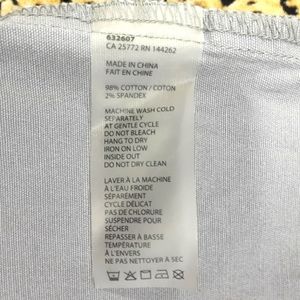 632607
CA 25772 RN 144262
MADE IN CHINA
FAIT EN CHINE
98% COTTON / COTON
2% SPANDEX
MACHINE WASH COLD
SEPARATELY
AT GENTLE CYCLE
DO NOT BLEACH
HANG TO DRY
IRON ON LOW
INSIDE OUT
DO NOT DRY CLEAN
LAVER À LA MACHINE
À L'EAU FROIDE
SÉPARÉMENT
CYCLE DÉLICAT
PAS DE CHLORURE
SUSPENDRE POUR
SÉCHER
REPASSER À BASSE
TEMPÉRATURE
À L'ENVERS
NE PAS NETTOYER À SEC